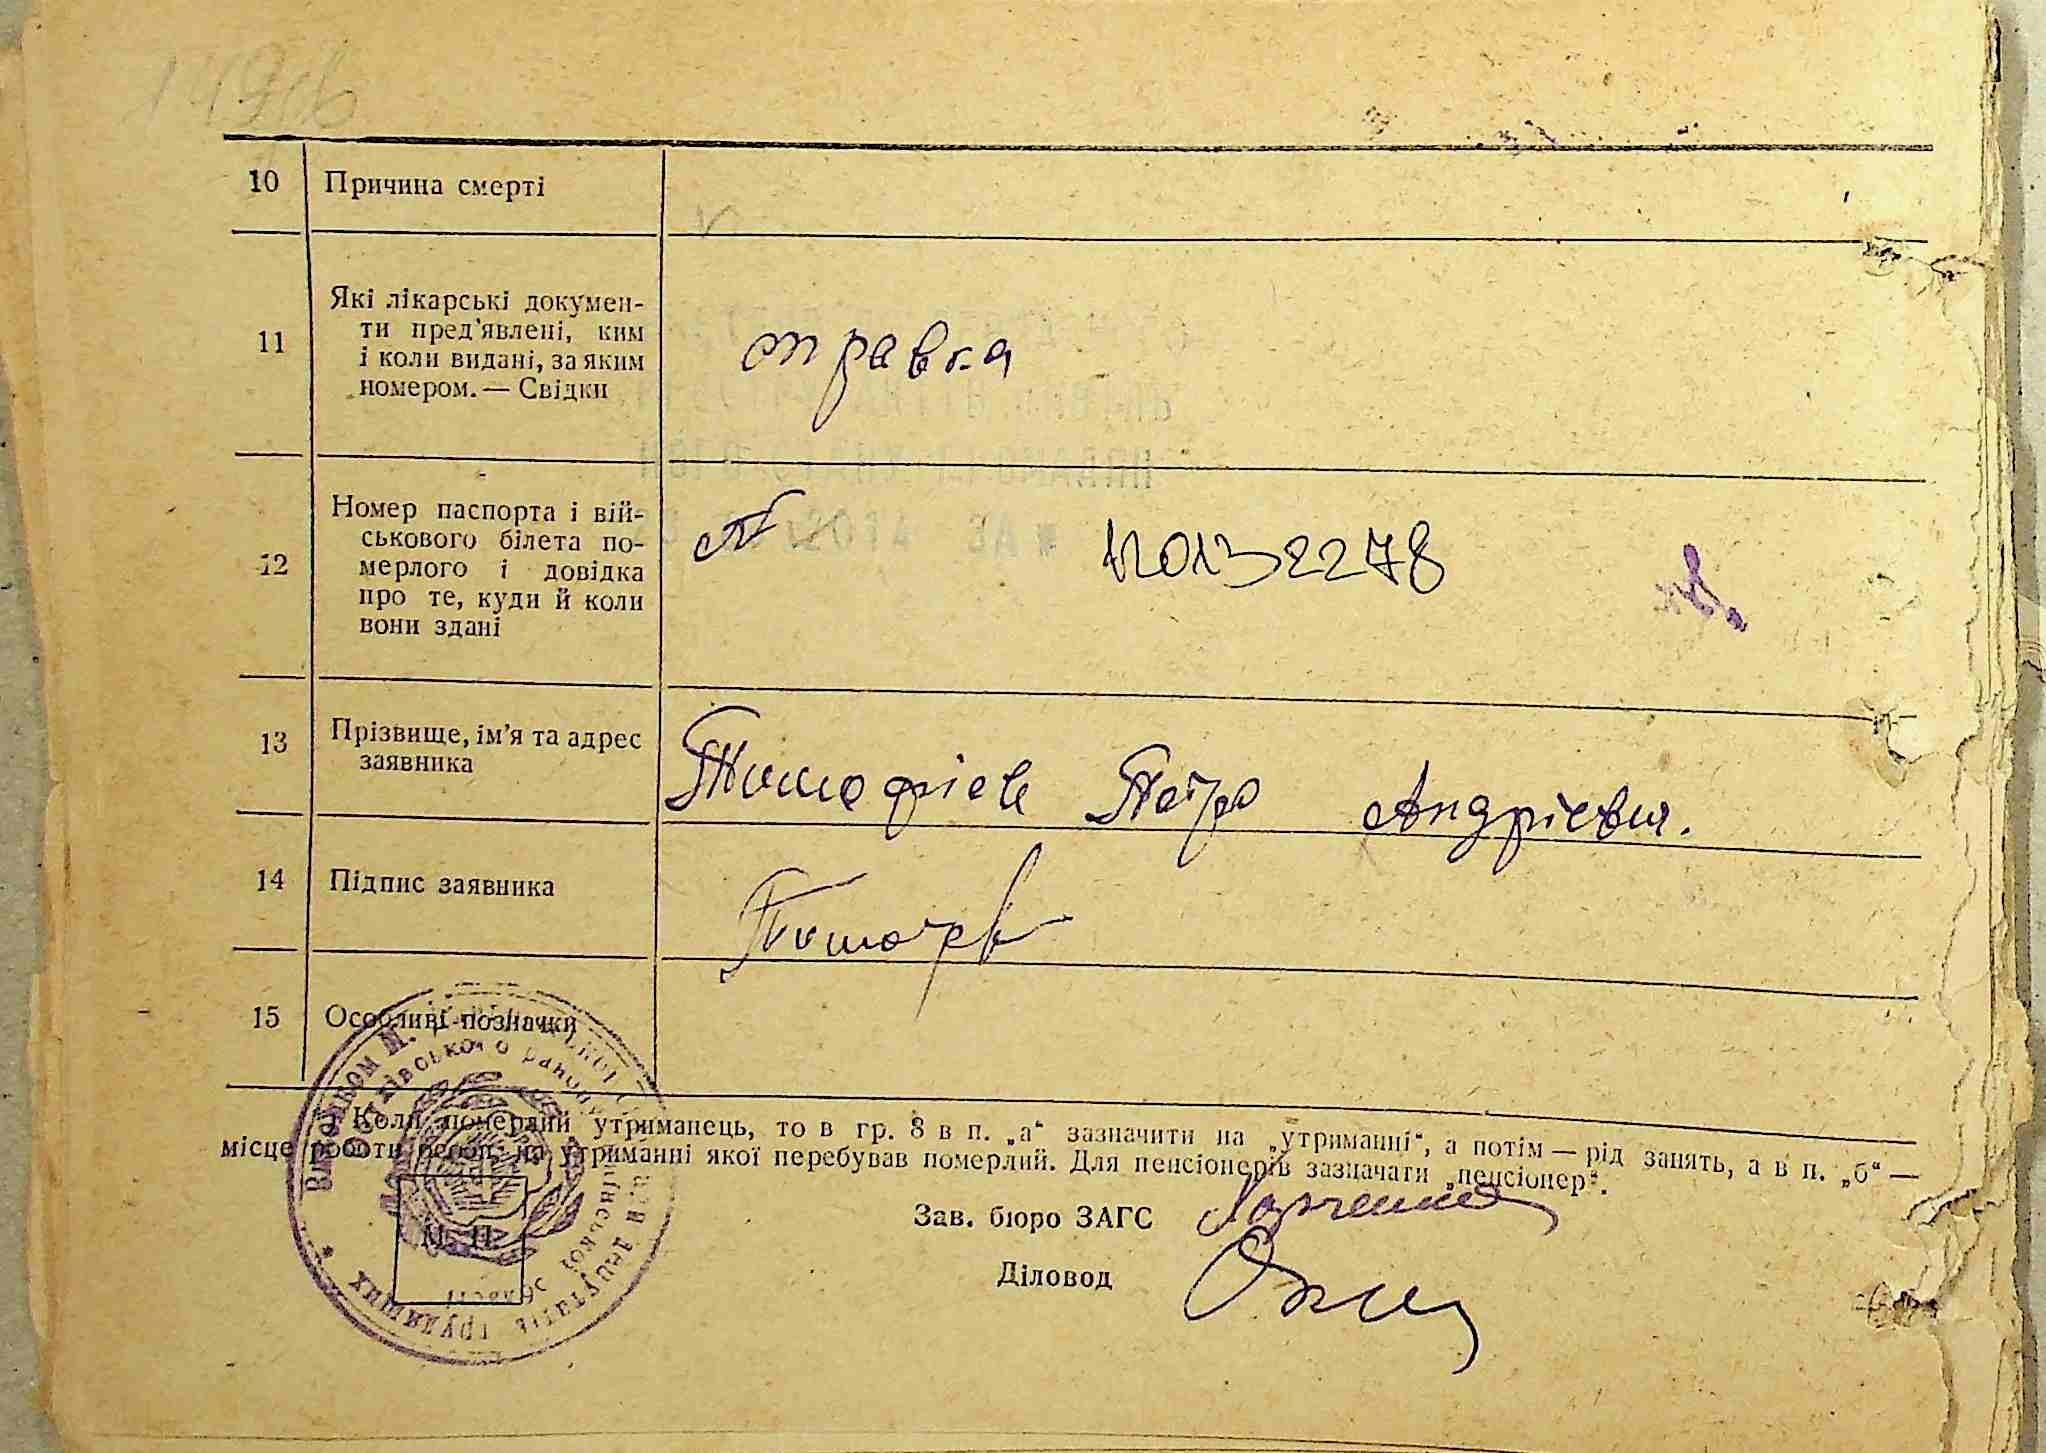 10 Причина смерті
11 Які лікарські докумен-
ти пред'явлені, ким
і коли видані, за яким
номером. — Свідки
справка
12 Номер паспорта і вій-
ськового білета по-
мерлого і довідка
про те, куди й коли
вони здані
N 120132278
13 Прізвище, ім'я та адрес
заявника
Тимофієв Петро Андрієвич.
14 Підпис заявника
15 Особливі позначки
Коли померлий утриманець, то в гр. 8 в п. „а“ зазначити на „утриманні“, а потім — рід занять, а в п. „б“ —
місце роботи особи, на утриманні якої перебував померлий. Для пенсіонерів зазначати „пенсіонер“.
Зав. бюро ЗАГС
Діловод
М. П.
депутатів трудящих